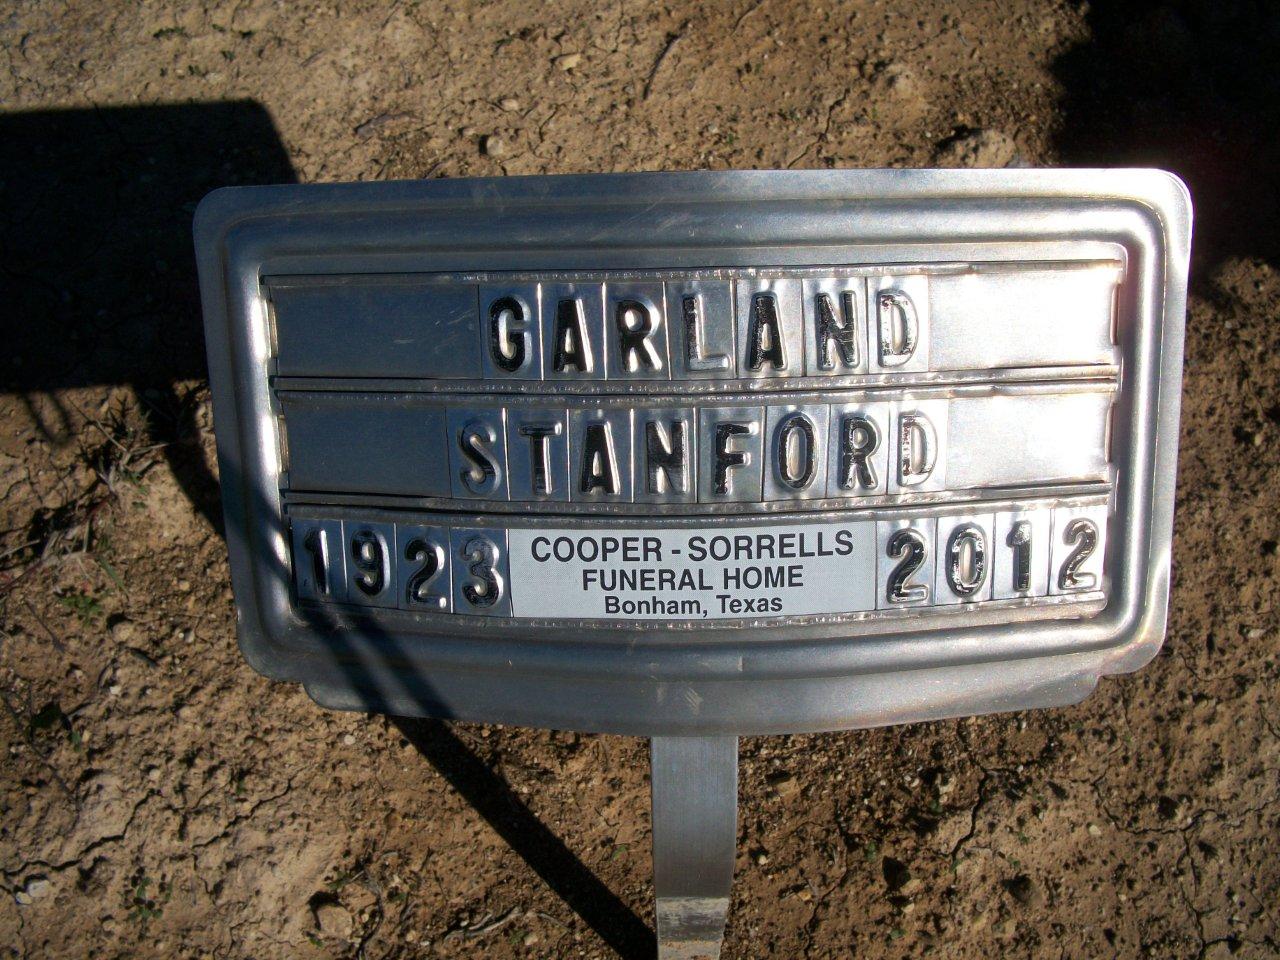 GARLAND
STANFORD
1923 COOPER - SORRELLS 2012
FUNERAL HOME
Bonham, Texas